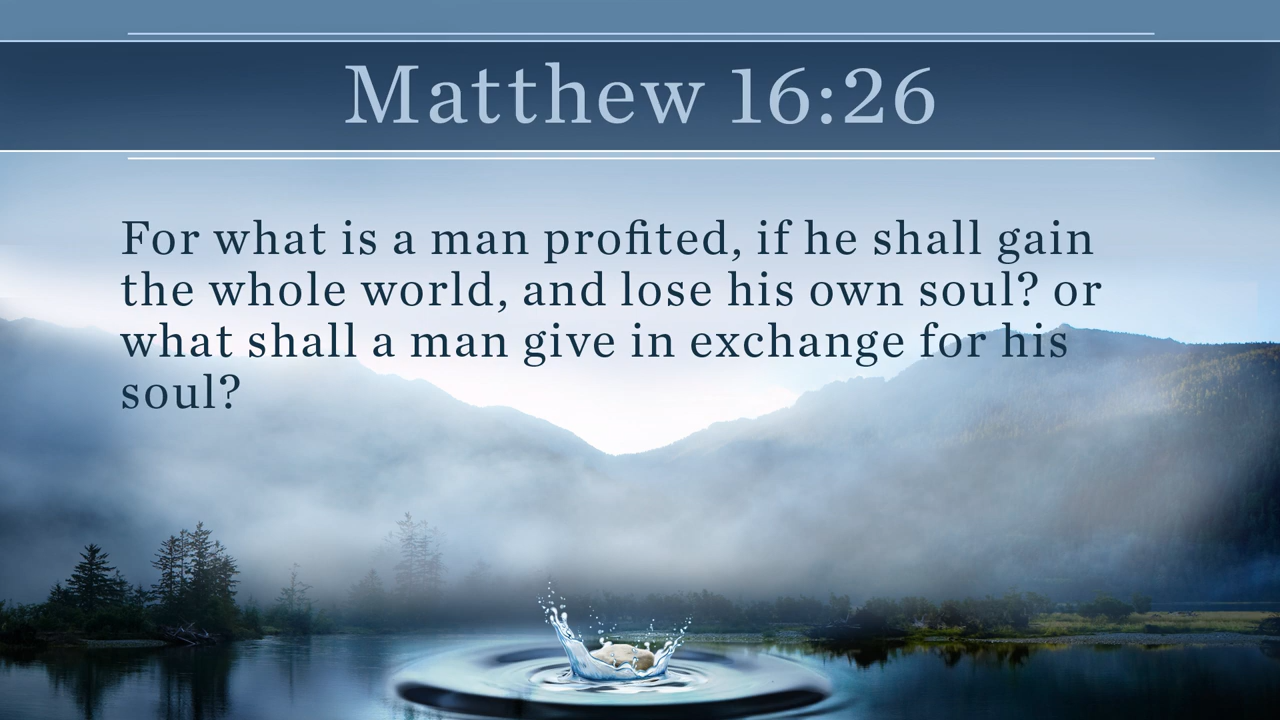 Matthew 16:26
For what is a man profited, if he shall gain
the whole world, and lose his own soul? or
what shall a man give in exchange for his
soul?